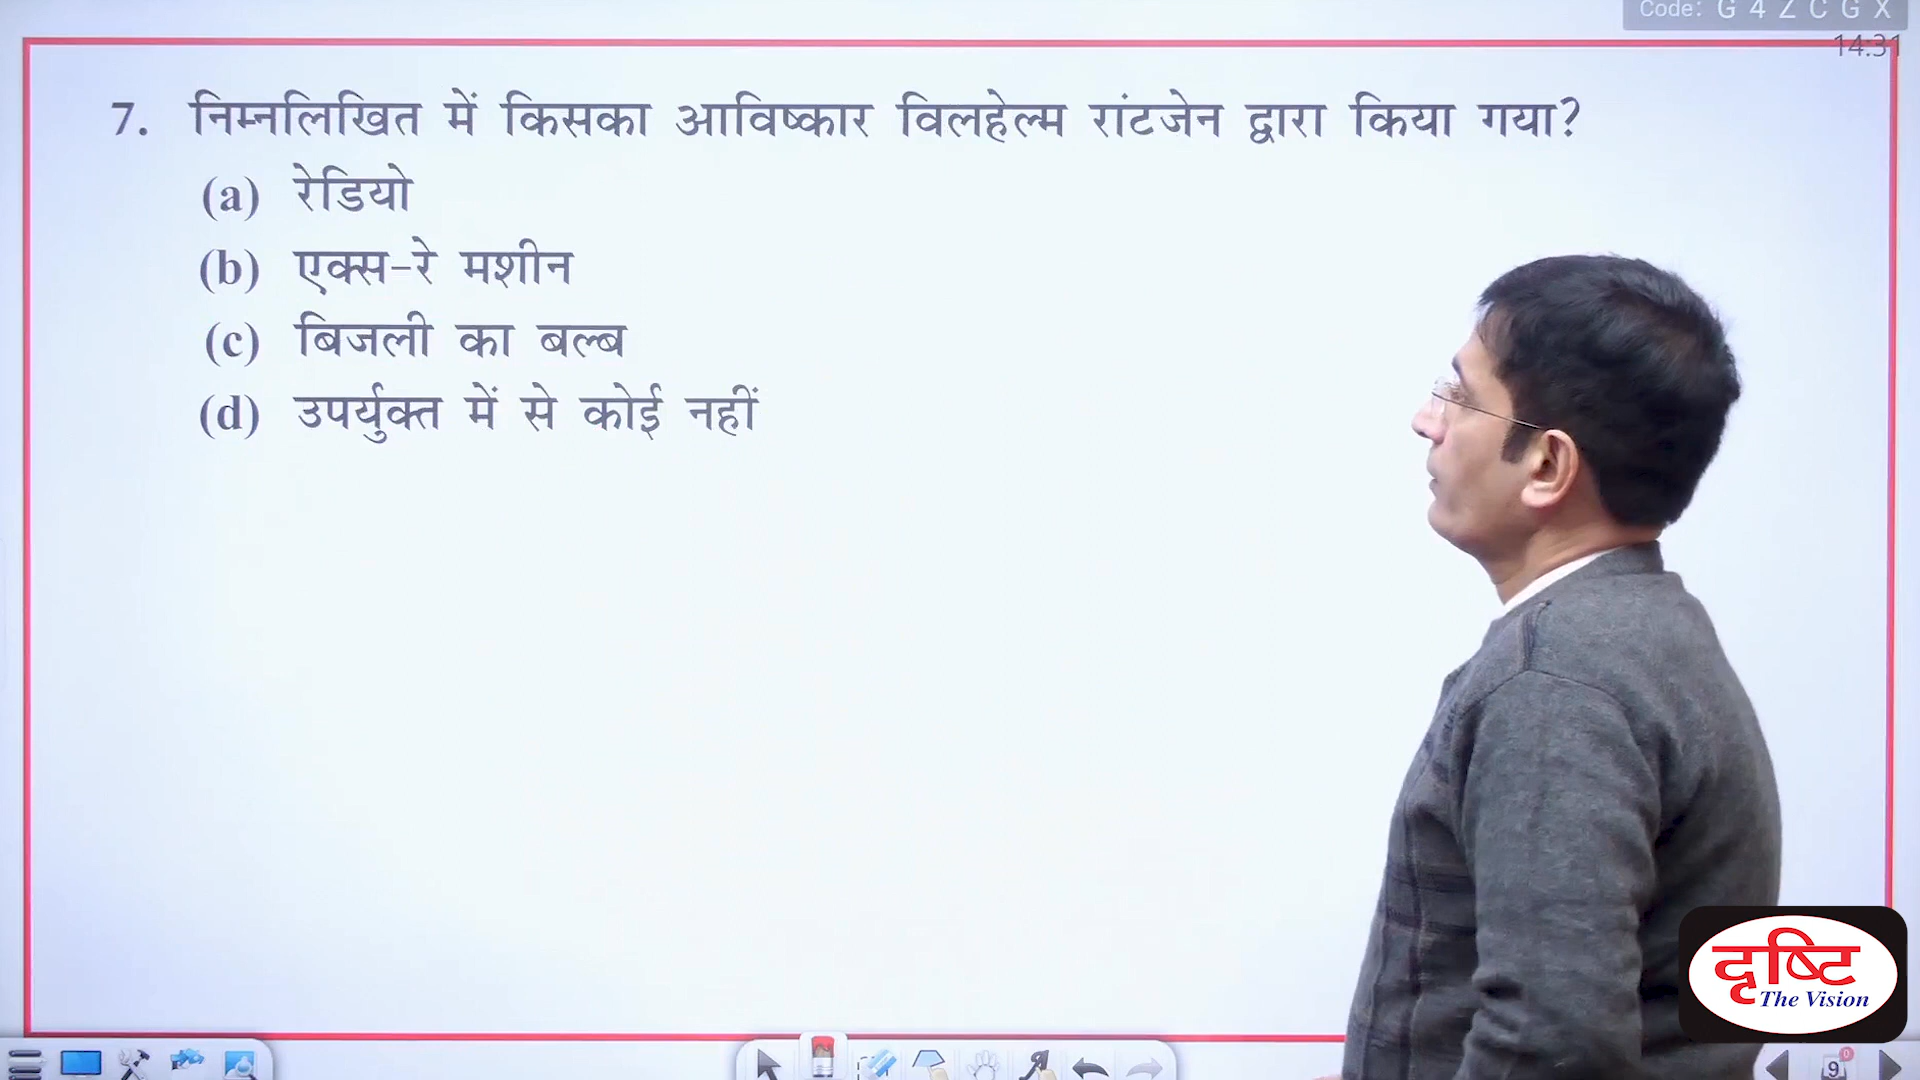 Code: G 4 Z C G X
14:31
7. निम्नलिखित में किसका आविष्कार विलहेल्म रांटजेन द्वारा किया गया?
(a) रेडियो
(b) एक्स-रे मशीन
(c) बिजली का बल्ब
(d) उपर्युक्त में से कोई नहीं
दृष्टि
The Vision
9
0